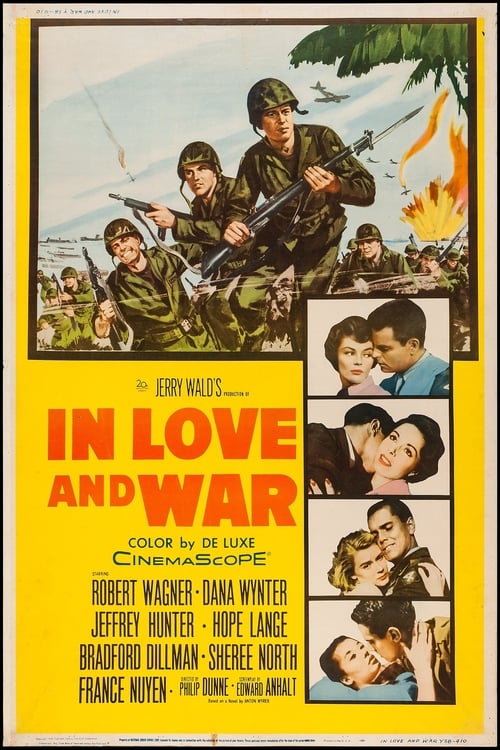 20th
JERRY WALD'S
PRODUCTION OF
IN LOVE
AND WAR
COLOR by DE LUXE
CINEMASCOPE
STARRING
ROBERT WAGNER • DANA WYNTER
JEFFREY HUNTER • HOPE LANGE
BRADFORD DILLMAN • SHEREE NORTH
FRANCE NUYEN • DIRECTED BY PHILIP DUNNE • SCREENPLAY BY EDWARD ANHALT
Based on a Novel by ANTON MYRER
IN LOVE AND WAR Y58-410